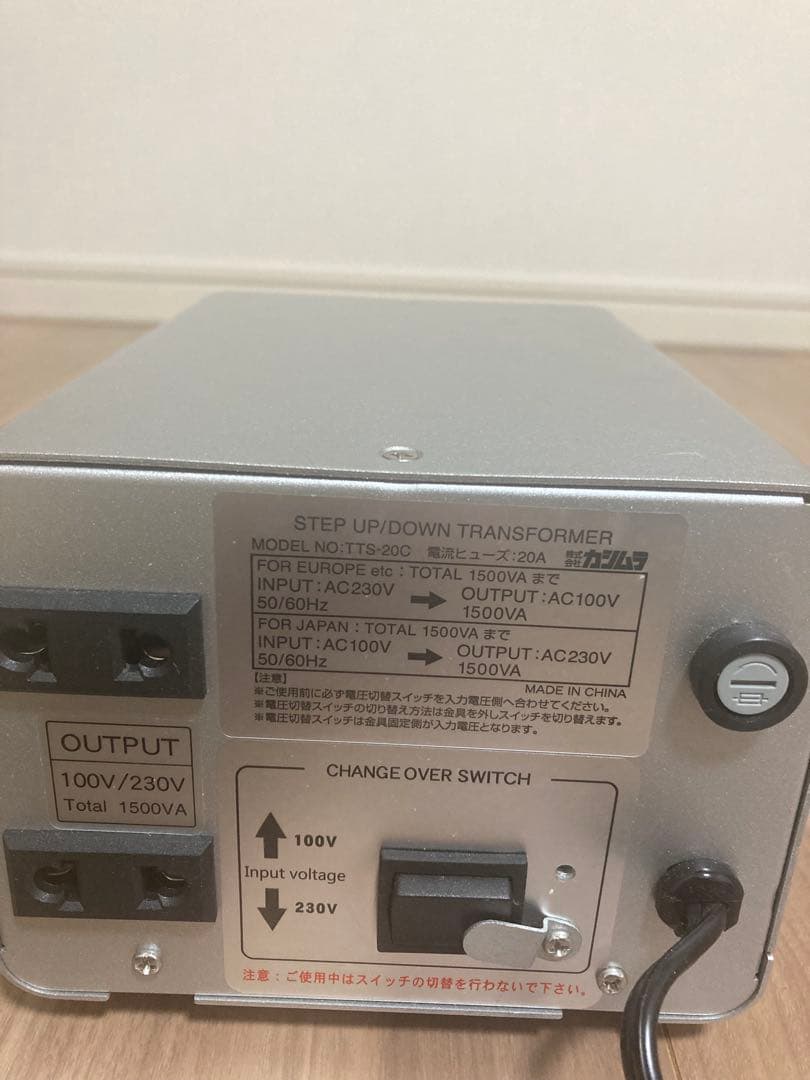 STEP UP/DOWN TRANSFORMER
MODEL NO:TTS-20C 電流ヒューズ:20A 株式会社カシムラ
FOR EUROPE etc : TOTAL 1500VA まで
INPUT : AC230V → OUTPUT : AC100V
50/60Hz 1500VA
FOR JAPAN : TOTAL 1500VA まで
INPUT : AC100V → OUTPUT : AC230V
50/60Hz 1500VA
【注意】 MADE IN CHINA
※ご使用前に必ず電圧切替スイッチを入力電圧側へ合わせてください。
※電圧切替スイッチの切り替え方法は金具を外しスイッチを切り替えます。
※電圧切替スイッチは金具固定側が入力電圧となります。
OUTPUT
100V/230V
Total 1500VA
CHANGE OVER SWITCH
100V
Input voltage
230V
注意 : ご使用中はスイッチの切替を行わないで下さい。